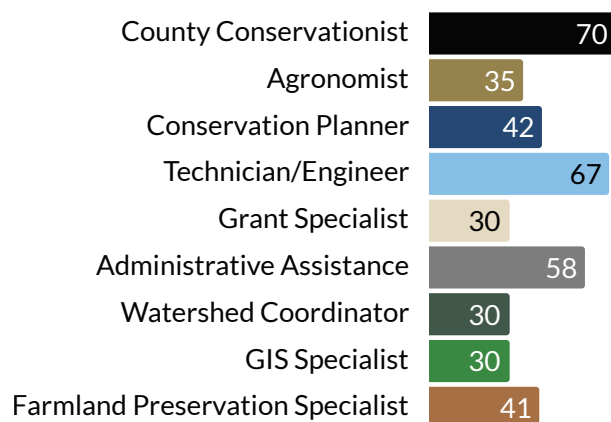 County Conservationist 70
Agronomist 35
Conservation Planner 42
Technician/Engineer 67
Grant Specialist 30
Administrative Assistance 58
Watershed Coordinator 30
GIS Specialist 30
Farmland Preservation Specialist 41